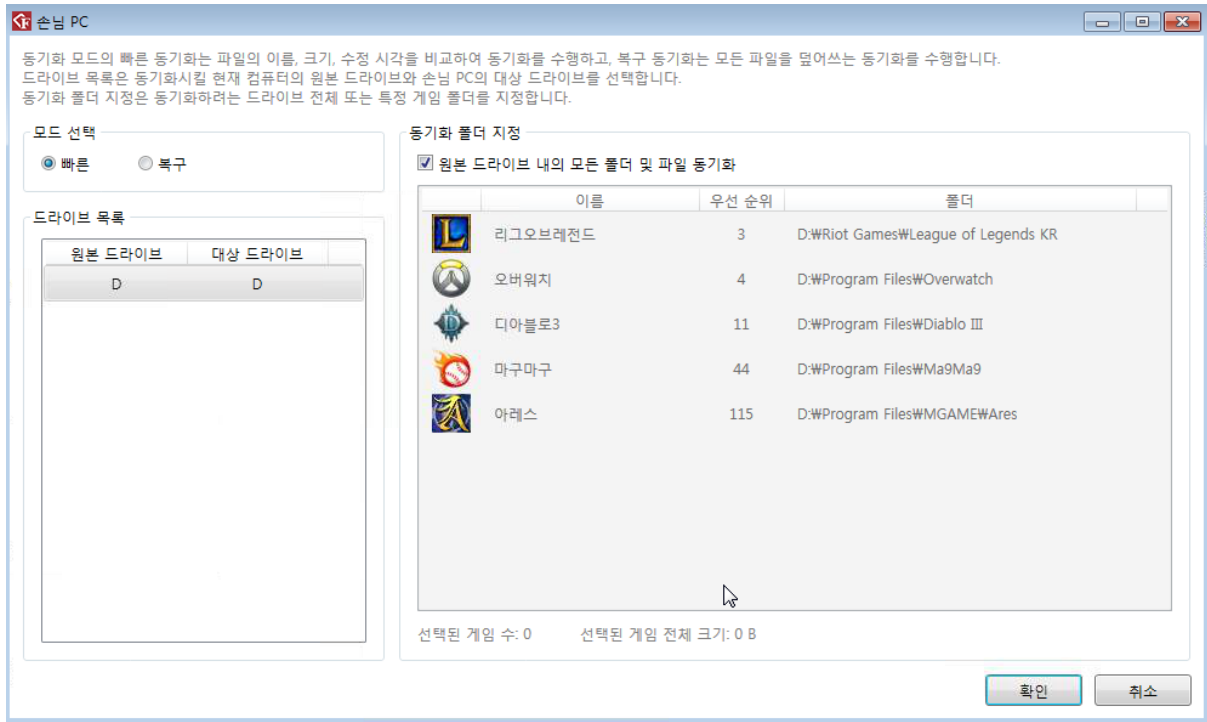 손님 PC
동기화 모드의 빠른 동기화는 파일의 이름, 크기, 수정 시각을 비교하여 동기화를 수행하고, 복구 동기화는 모든 파일을 덮어쓰는 동기화를 수행합니다.
드라이브 목록은 동기화시킬 현재 컴퓨터의 원본 드라이브와 손님 PC의 대상 드라이브를 선택합니다.
동기화 폴더 지정은 동기화하려는 드라이브 전체 또는 특정 게임 폴더를 지정합니다.
모드 선택
빠른 복구
드라이브 목록
원본 드라이브 대상 드라이브
D D
동기화 폴더 지정
원본 드라이브 내의 모든 폴더 및 파일 동기화
이름 우선 순위 폴더
리그오브레전드 3 D:₩Riot Games₩League of Legends KR
오버워치 4 D:₩Program Files₩Overwatch
디아블로3 11 D:₩Program Files₩Diablo III
마구마구 44 D:₩Program Files₩Ma9Ma9
아레스 115 D:₩Program Files₩MGAME₩Ares
선택된 게임 수: 0 선택된 게임 전체 크기: 0 B
확인 취소